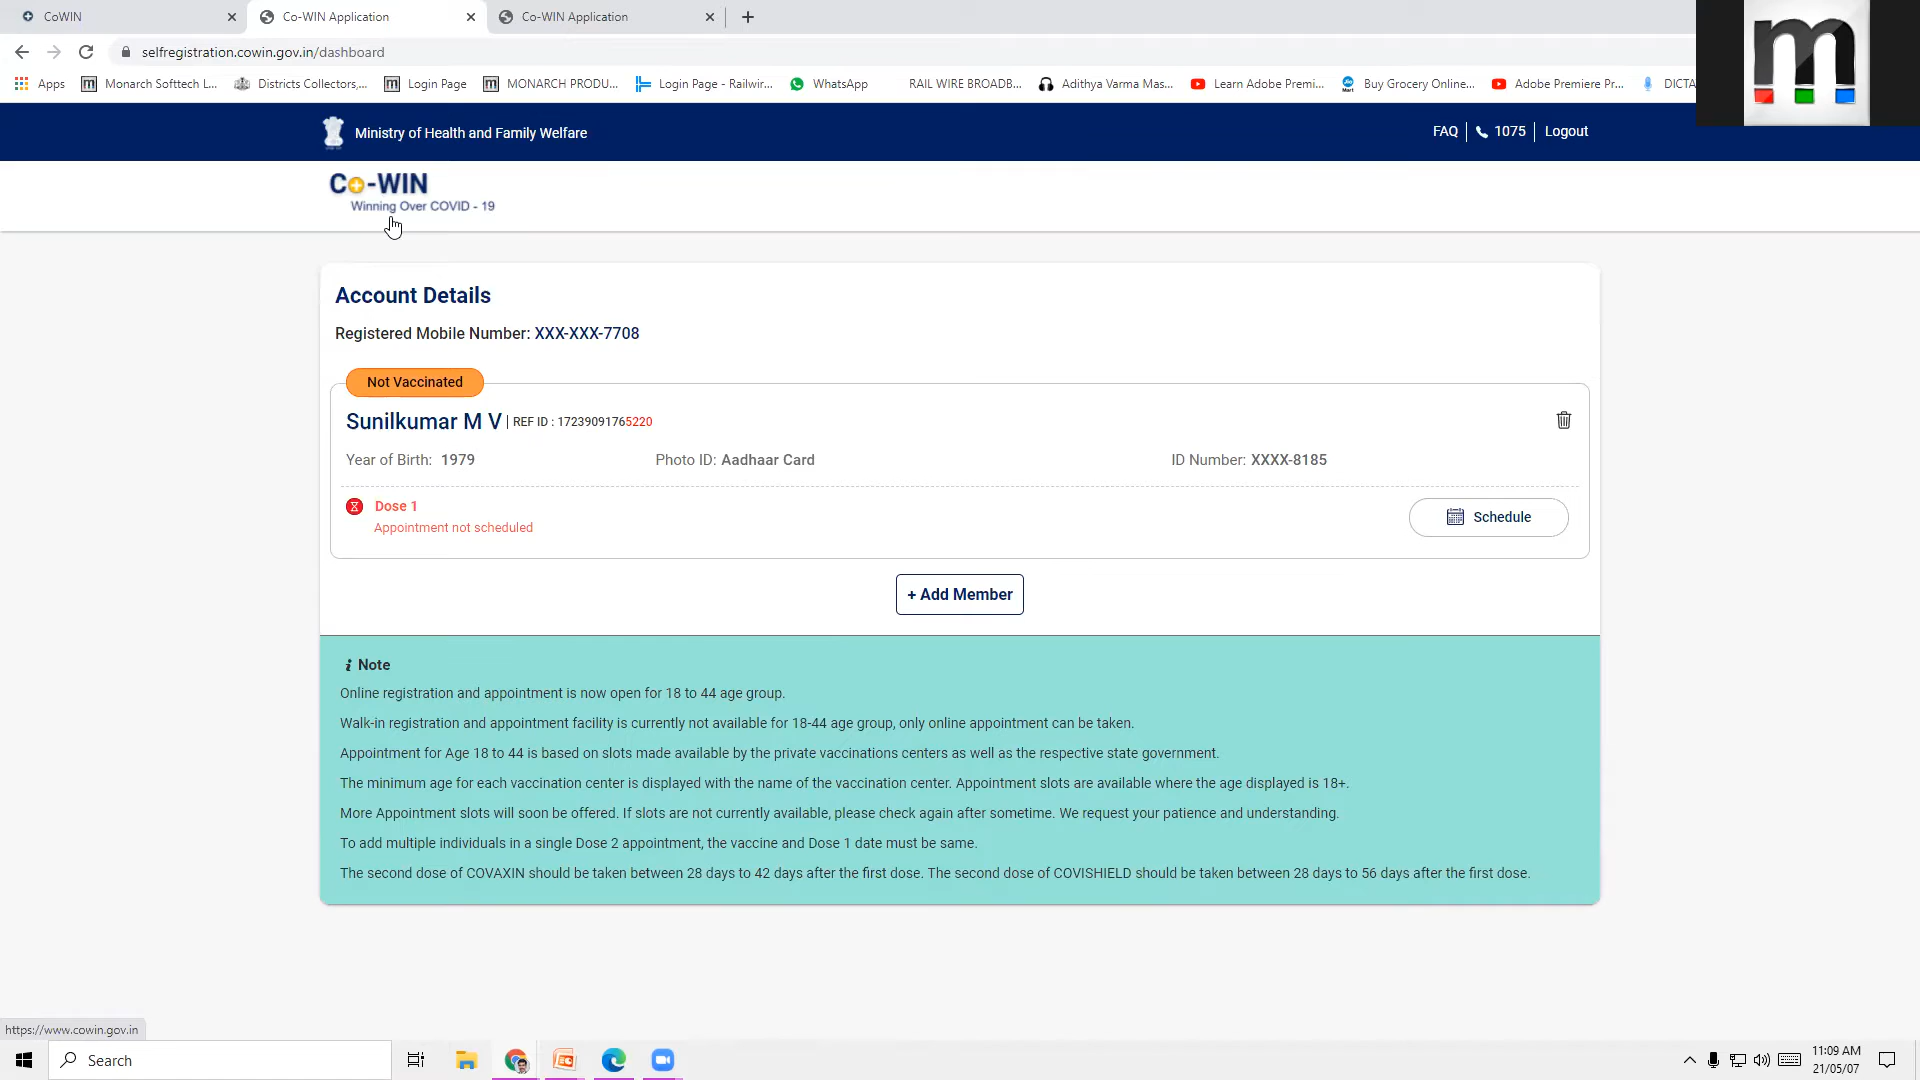 CoWIN
Co-WIN Application
Co-WIN Application
selfregistration.cowin.gov.in/dashboard
Apps
Monarch Softtech L...
Districts Collectors,...
Login Page
MONARCH PRODU...
Login Page - Railwir...
WhatsApp
RAIL WIRE BROADB...
Adithya Varma Mas...
Learn Adobe Premi...
Buy Grocery Online...
Adobe Premiere Pr...
DICTA
m
Ministry of Health and Family Welfare
FAQ
1075
Logout
Co-WIN
Winning Over COVID - 19
Account Details
Registered Mobile Number: XXX-XXX-7708
Not Vaccinated
Sunilkumar M V | REF ID : 17239091765220
Year of Birth: 1979
Photo ID: Aadhaar Card
ID Number: XXXX-8185
Dose 1
Appointment not scheduled
Schedule
+ Add Member
i Note
Online registration and appointment is now open for 18 to 44 age group.
Walk-in registration and appointment facility is currently not available for 18-44 age group, only online appointment can be taken.
Appointment for Age 18 to 44 is based on slots made available by the private vaccinations centers as well as the respective state government.
The minimum age for each vaccination center is displayed with the name of the vaccination center. Appointment slots are available where the age displayed is 18+.
More Appointment slots will soon be offered. If slots are not currently available, please check again after sometime. We request your patience and understanding.
To add multiple individuals in a single Dose 2 appointment, the vaccine and Dose 1 date must be same.
The second dose of COVAXIN should be taken between 28 days to 42 days after the first dose. The second dose of COVISHIELD should be taken between 28 days to 56 days after the first dose.
https://www.cowin.gov.in
Search
11:09 AM
21/05/07